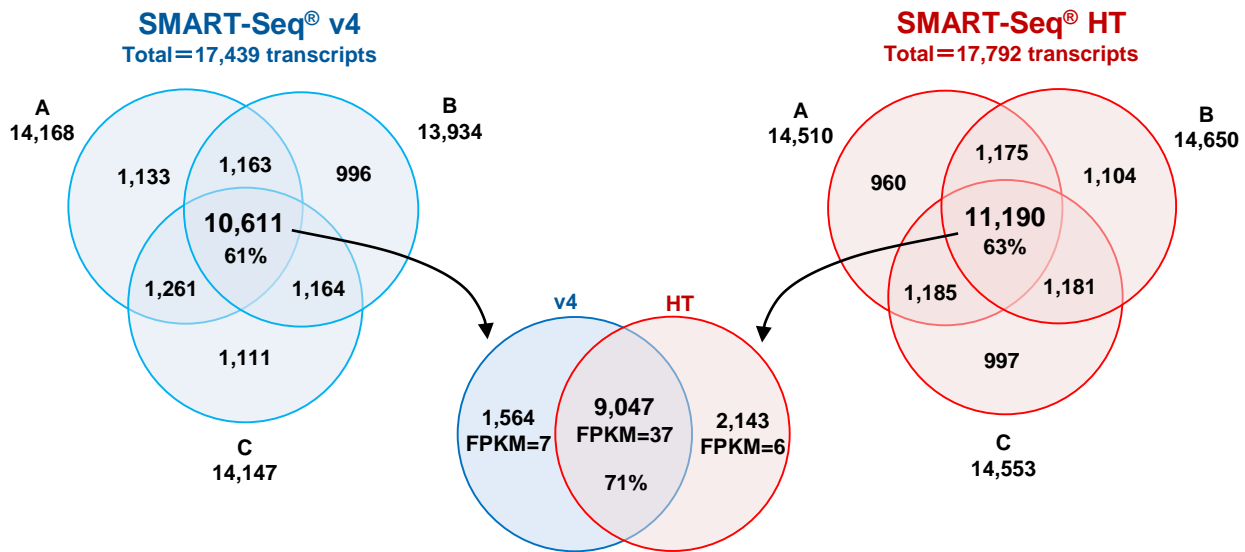 SMART-Seq® v4
Total=17,439 transcripts
A
14,168
B
13,934
1,133
1,163
996
10,611
61%
1,261
1,164
1,111
C
14,147
SMART-Seq® HT
Total=17,792 transcripts
A
14,510
B
14,650
960
1,175
1,104
11,190
63%
1,185
1,181
997
C
14,553
v4
HT
1,564
FPKM=7
9,047
FPKM=37
71%
2,143
FPKM=6